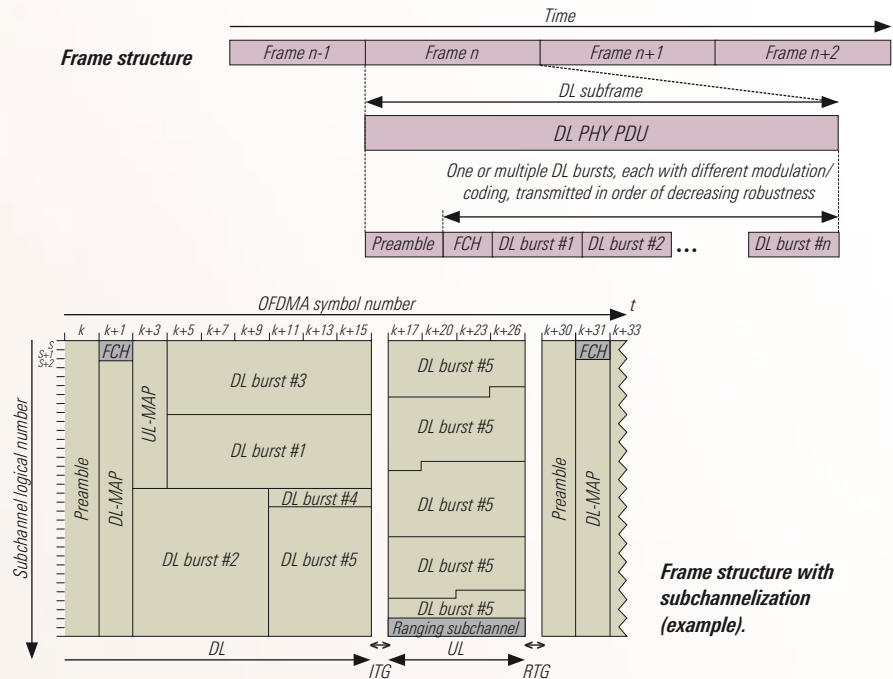 Time
Frame structure
Frame n-1 Frame n Frame n+1 Frame n+2
DL subframe
DL PHY PDU
One or multiple DL bursts, each with different modulation/
coding, transmitted in order of decreasing robustness
Preamble FCH DL burst #1 DL burst #2 ... DL burst #n
OFDMA symbol number t
k k+1 k+3 k+5 k+7 k+9 k+11 k+13 k+15 k+17 k+20 k+23 k+26 k+30 k+31 k+33
S
S+1
S+2
Subchannel logical number
Preamble
FCH
DL-MAP
UL-MAP
DL burst #3
DL burst #1
DL burst #2
DL burst #4
DL burst #5
DL burst #5
DL burst #5
DL burst #5
DL burst #5
DL burst #5
Ranging subchannel
Preamble
FCH
DL-MAP
Frame structure with
subchannelization
(example).
DL ITG UL RTG